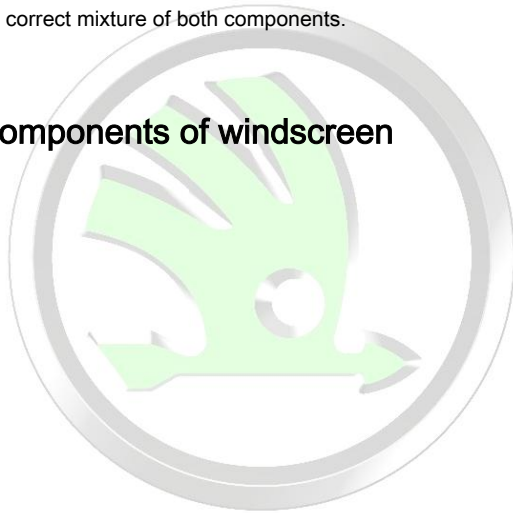 correct mixture of both components.
omponents of windscreen